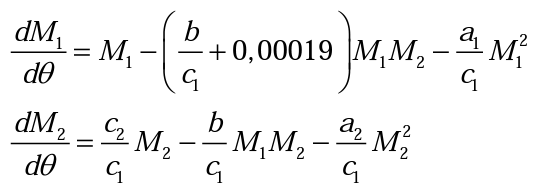 dM₁/dθ = M₁ − (b/c₁ + 0,00019) M₁M₂ − a₁/c₁ M₁²
dM₂/dθ = c₂/c₁ M₂ − b/c₁ M₁M₂ − a₂/c₁ M₂²